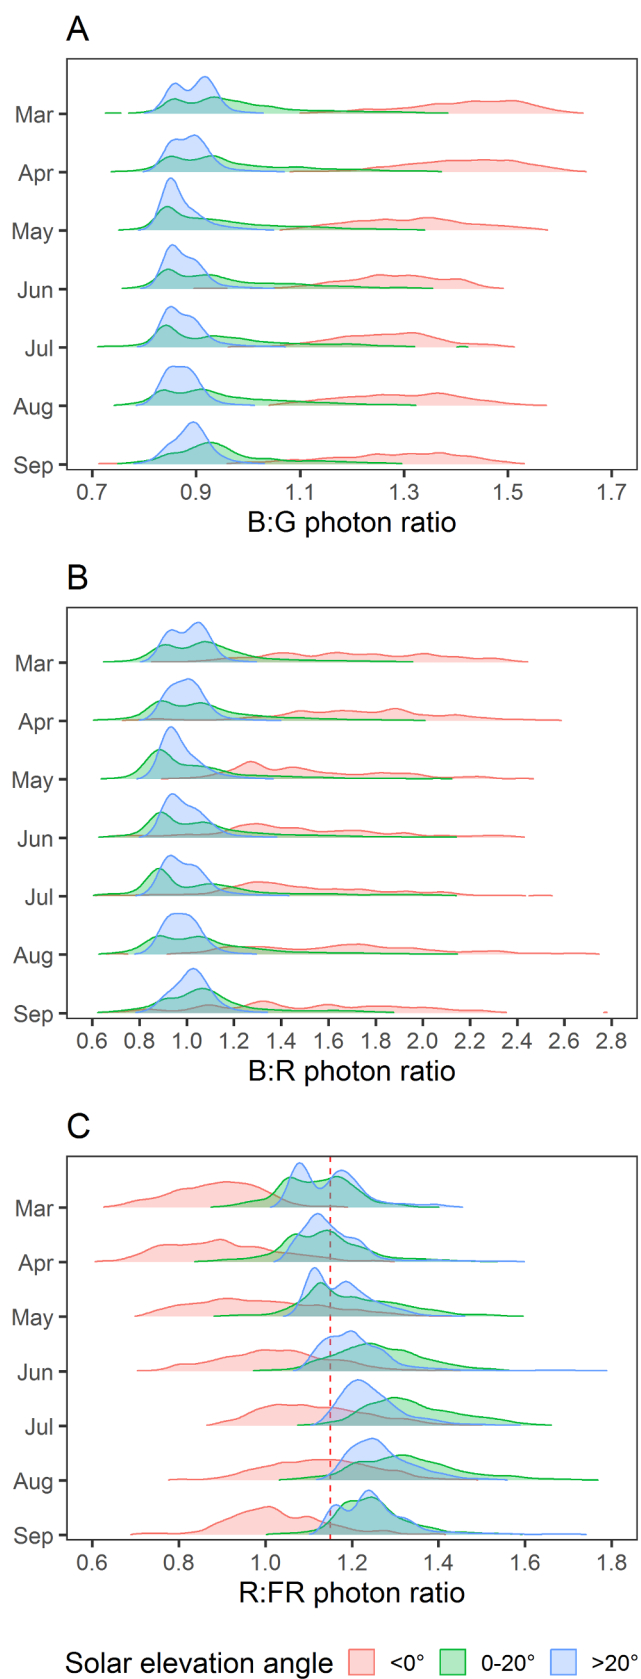 A
Mar
Apr
May
Jun
Jul
Aug
Sep
0.7 0.9 1.1 1.3 1.5 1.7
B:G photon ratio
B
Mar
Apr
May
Jun
Jul
Aug
Sep
0.6 0.8 1.0 1.2 1.4 1.6 1.8 2.0 2.2 2.4 2.6 2.8
B:R photon ratio
C
Mar
Apr
May
Jun
Jul
Aug
Sep
0.6 0.8 1.0 1.2 1.4 1.6 1.8
R:FR photon ratio
Solar elevation angle <0° 0-20° >20°